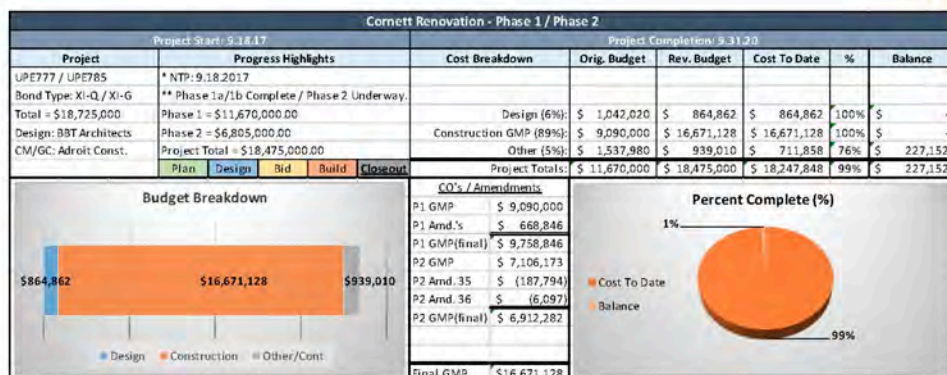 Cornett Renovation - Phase 1 / Phase 2
Project Start: 9.18.17 Project Completion: 9.31.20
Project Progress Highlights Cost Breakdown Orig. Budget Rev. Budget Cost To Date % Balance
UPE777 / UPE785 * NTP: 9.18.2017
Bond Type: XI-Q / XI-G ** Phase 1a/1b Complete / Phase 2 Underway.
Total = $18,725,000 Phase 1 = $11,670,000.00 Design (6%): $ 1,042,020 $ 864,862 $ 864,862 100% $
Design: BBT Architects Phase 2 = $6,805,000.00 Construction GMP (89%): $ 9,090,000 $ 16,671,128 $ 16,671,128 100% $
CM/GC: Adroit Const. Project Total = $18,475,000.00 Other (5%): $ 1,537,980 $ 939,010 $ 711,858 76% $ 227,152
Plan Design Bid Build Closeout Project Totals: $ 11,670,000 $ 18,475,000 $ 18,247,848 99% $ 227,152
Budget Breakdown
$864,862 $16,671,128 $939,010
Design Construction Other/Cont
CO's / Amendments
P1 GMP $ 9,090,000
P1 Amd.'s $ 668,846
P1 GMP(final) $ 9,758,846
P2 GMP $ 7,106,173
P2 Amd. 35 $ (187,794)
P2 Amd. 36 $ (6,097)
P2 GMP(final) $ 6,912,282
Final GMP $16,671,128
Percent Complete (%)
1%
Cost To Date
Balance
99%